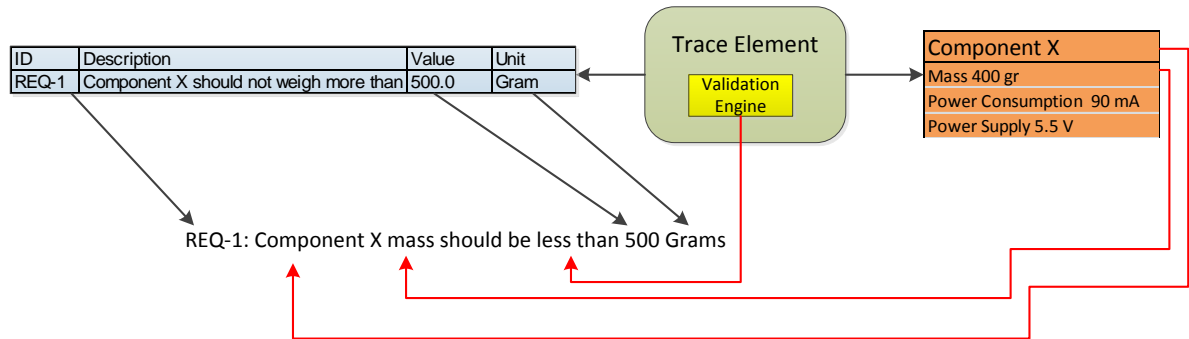 ID Description Value Unit
REQ-1 Component X should not weigh more than 500.0 Gram
Trace Element
Validation
Engine
Component X
Mass 400 gr
Power Consumption 90 mA
Power Supply 5.5 V
REQ-1: Component X mass should be less than 500 Grams